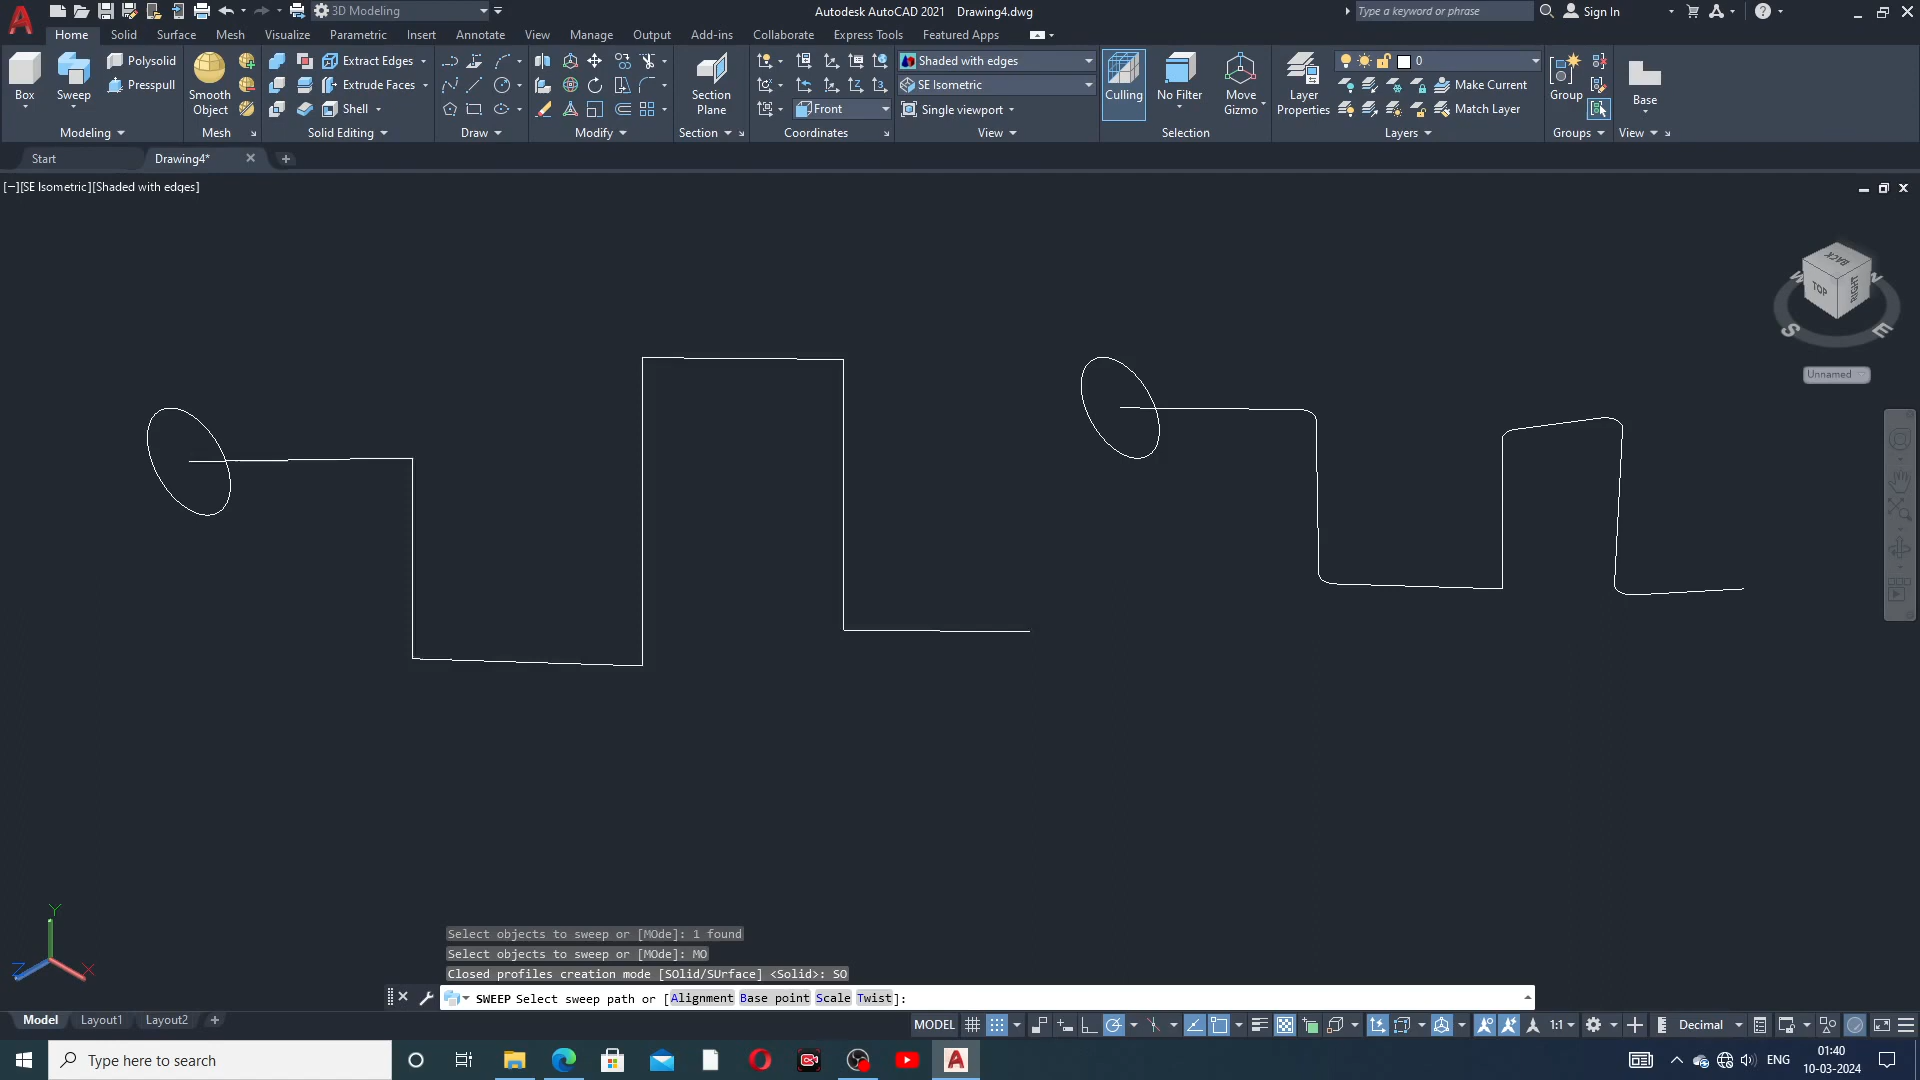 3D Modeling
Autodesk AutoCAD 2021 Drawing4.dwg
Type a keyword or phrase
Sign In
Home Solid Surface Mesh Visualize Parametric Insert Annotate View Manage Output Add-ins Collaborate Express Tools Featured Apps
Box
Sweep
Polysolid
Presspull
Modeling
Smooth
Object
Mesh
Extract Edges
Extrude Faces
Shell
Solid Editing
Draw
Modify
Section
Plane
Section
Front
Coordinates
Shaded with edges
SE Isometric
Single viewport
View
Culling
No Filter
Move
Gizmo
Selection
Layer
Properties
0
Make Current
Match Layer
Layers
Group
Groups
Base
View
Start
Drawing4*
[−][SE Isometric][Shaded with edges]
W
N
BACK
TOP
RIGHT
S
E
Unnamed
Y
Z
X
Select objects to sweep or [MOde]: 1 found
Select objects to sweep or [MOde]: MO
Closed profiles creation mode [SOlid/SUrface] <Solid>: SO
SWEEP Select sweep path or [Alignment Base point Scale Twist]:
Model Layout1 Layout2
MODEL
1:1
Decimal
Type here to search
ENG
01:40
10-03-2024